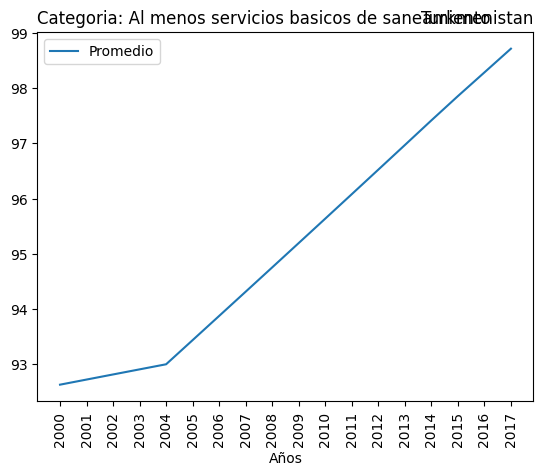 Categoria: Al menos servicios basicos de saneamiento
Turkmenistan
Promedio
99
98
97
96
95
94
93
2000 2001 2002 2003 2004 2005 2006 2007 2008 2009 2010 2011 2012 2013 2014 2015 2016 2017
Años